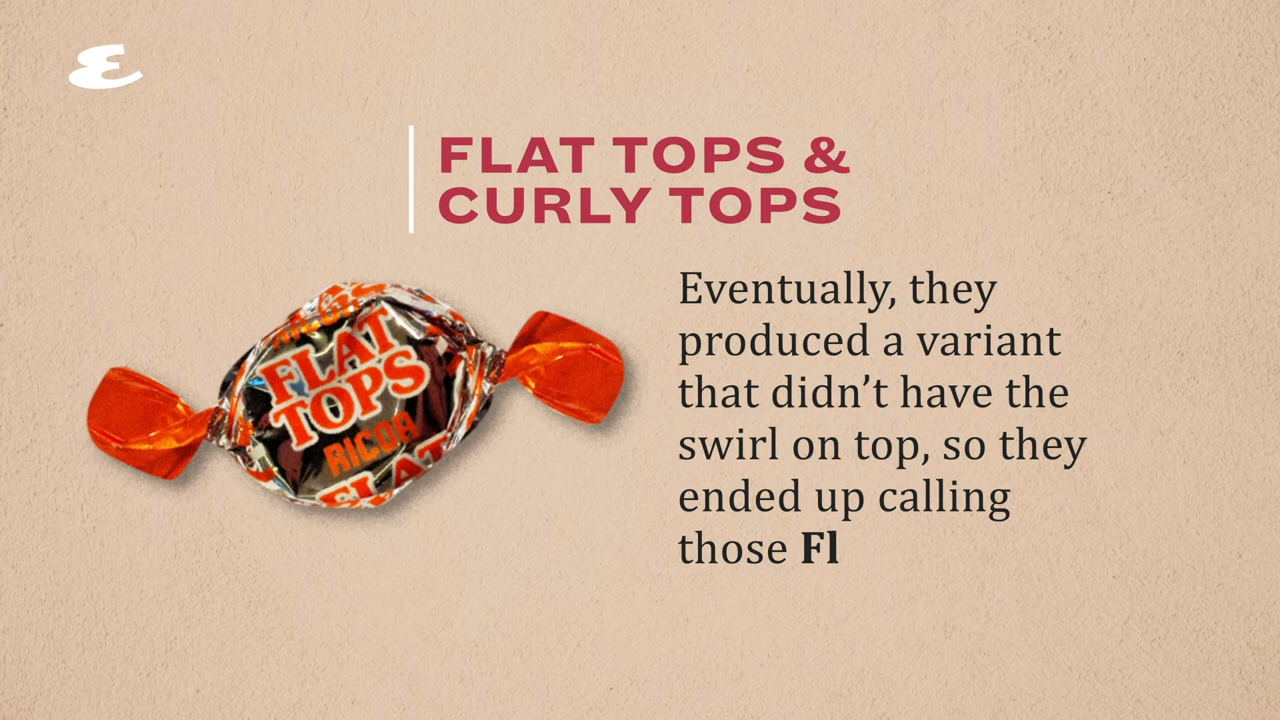 FLAT TOPS &
CURLY TOPS
FLAT
TOPS
RICOA
FLAT
Eventually, they
produced a variant
that didn’t have the
swirl on top, so they
ended up calling
those Fl